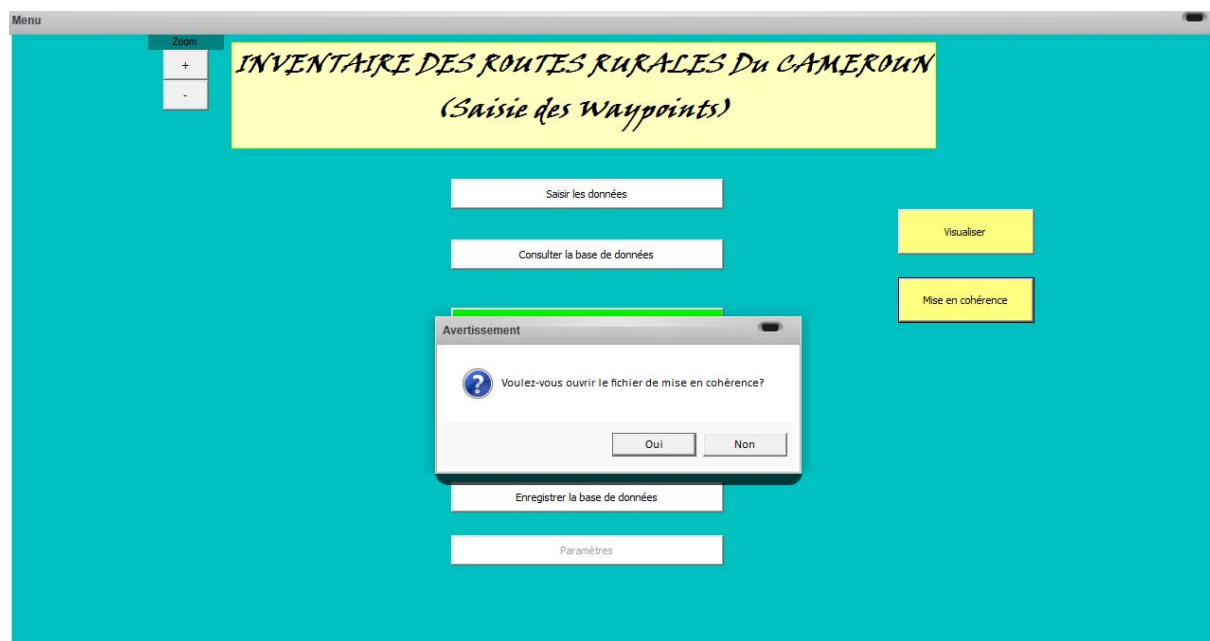 Menu
Zoom
+
-
INVENTAIRE DES ROUTES RURALES Du CAMEROUN
(Saisie des Waypoints)
Saisir les données
Visualiser
Consulter la base de données
Mise en cohérence
Avertissement
Voulez-vous ouvrir le fichier de mise en cohérence?
Oui
Non
Enregistrer la base de données
Paramètres